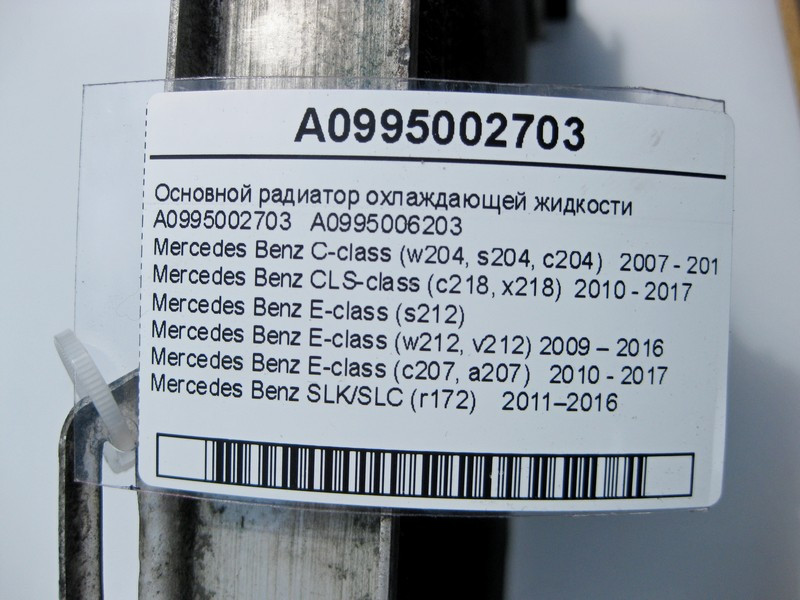 A0995002703
Основной радиатор охлаждающей жидкости
A0995002703 A0995006203
Mercedes Benz C-class (w204, s204, c204) 2007 - 201
Mercedes Benz CLS-class (c218, x218) 2010 - 2017
Mercedes Benz E-class (s212)
Mercedes Benz E-class (w212, v212) 2009 – 2016
Mercedes Benz E-class (c207, a207) 2010 - 2017
Mercedes Benz SLK/SLC (r172) 2011–2016